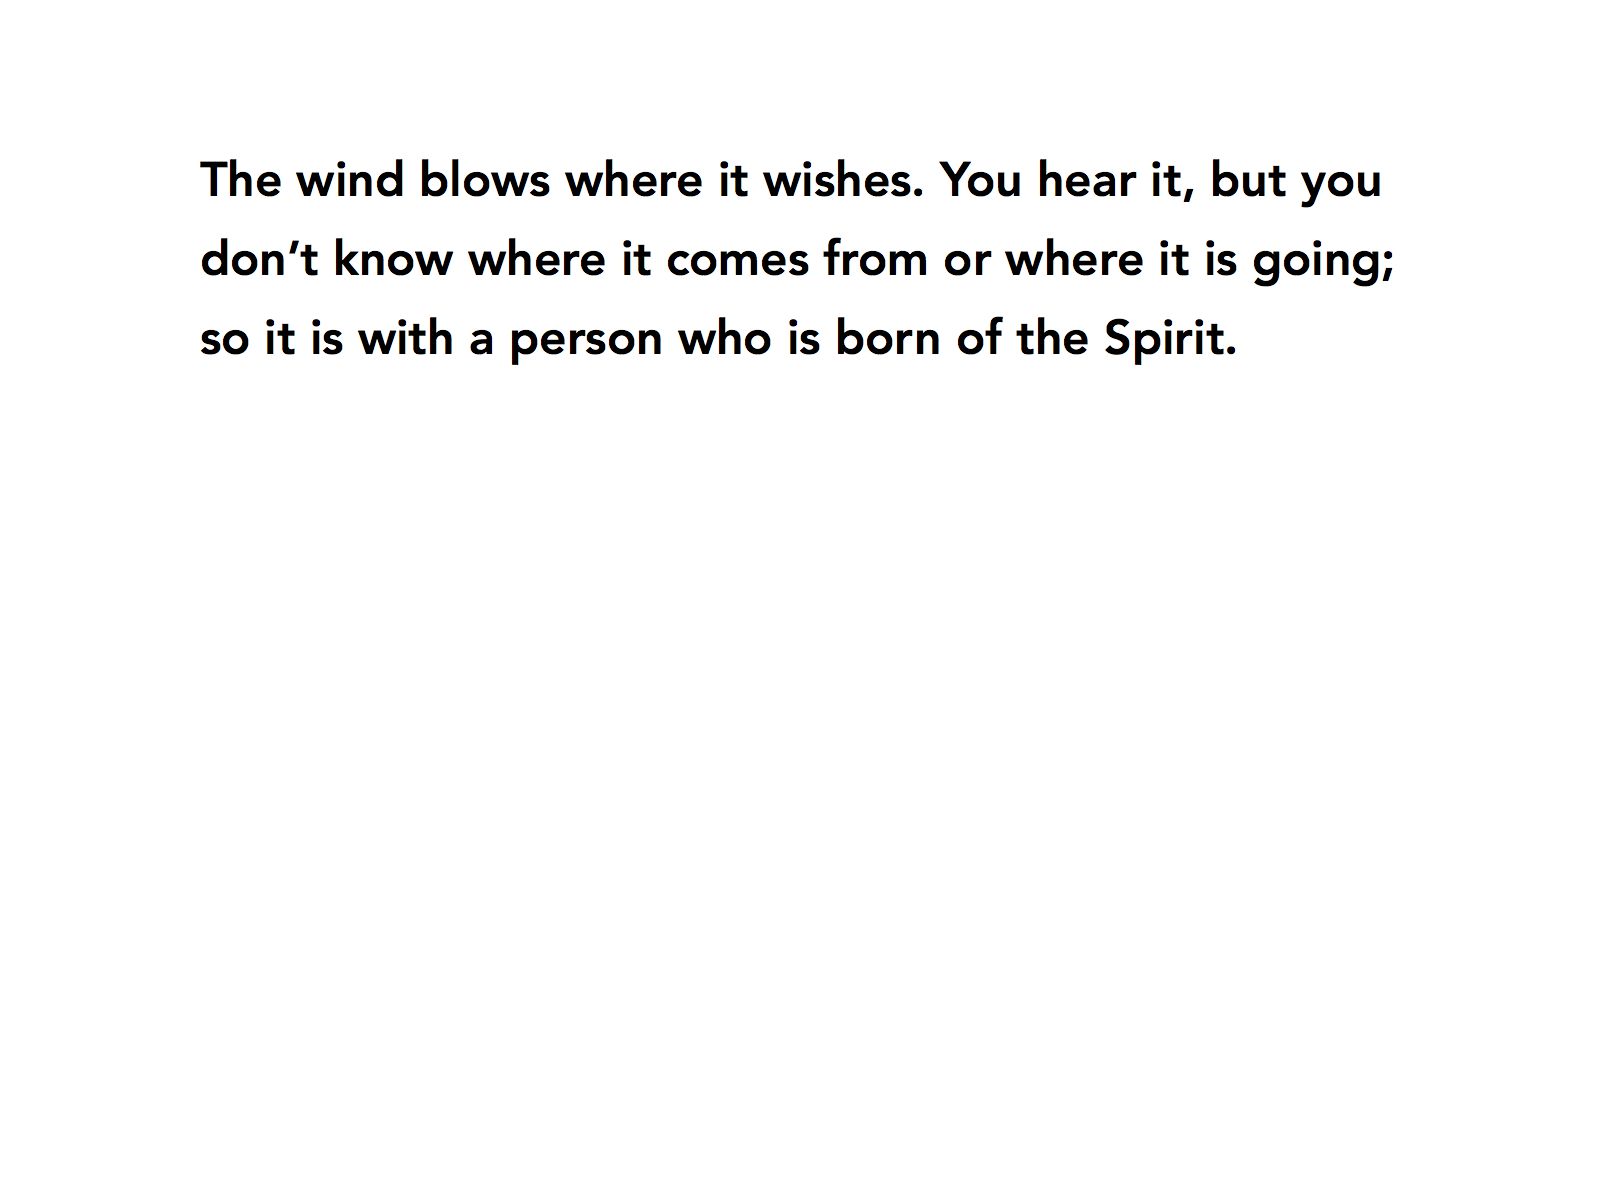 The wind blows where it wishes. You hear it, but you
don’t know where it comes from or where it is going;
so it is with a person who is born of the Spirit.